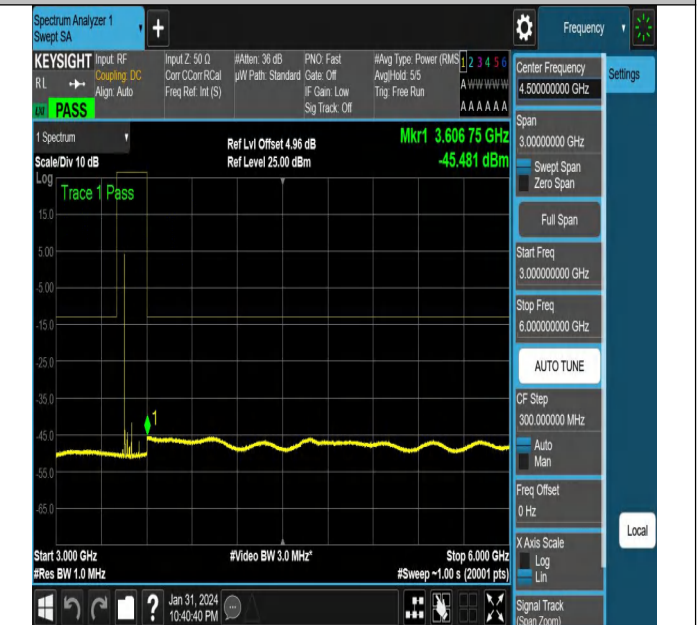 Spectrum Analyzer 1
Swept SA
+
Frequency
KEYSIGHT
RL
PASS
Input: RF
Coupling: DC
Align: Auto
Input Z: 50 Ω
Corr CCorr RCal
Freq Ref: Int (S)
#Atten: 36 dB
µW Path: Standard
PNO: Fast
Gate: Off
IF Gain: Low
Sig Track: Off
#Avg Type: Power (RMS
Avg|Hold: 5/5
Trig: Free Run
1 2 3 4 5 6
A W W W W W
A A A A A A
1 Spectrum
Scale/Div 10 dB
Ref Lvl Offset 4.96 dB
Ref Level 25.00 dBm
Mkr1 3.606 75 GHz
-45.481 dBm
Log
Trace 1 Pass
15.0
5.00
-5.00
-15.0
-25.0
-35.0
-45.0
-55.0
-65.0
1
Start 3.000 GHz
#Res BW 1.0 MHz
#Video BW 3.0 MHz*
Stop 6.000 GHz
#Sweep ~1.00 s (20001 pts)
?
Jan 31, 2024
10:40:40 PM
Center Frequency
4.500000000 GHz
Settings
Span
3.00000000 GHz
Swept Span
Zero Span
Full Span
Start Freq
3.000000000 GHz
Stop Freq
6.000000000 GHz
AUTO TUNE
CF Step
300.000000 MHz
Auto
Man
Freq Offset
0 Hz
X Axis Scale
Log
Lin
Local
Signal Track
(Span Zoom)